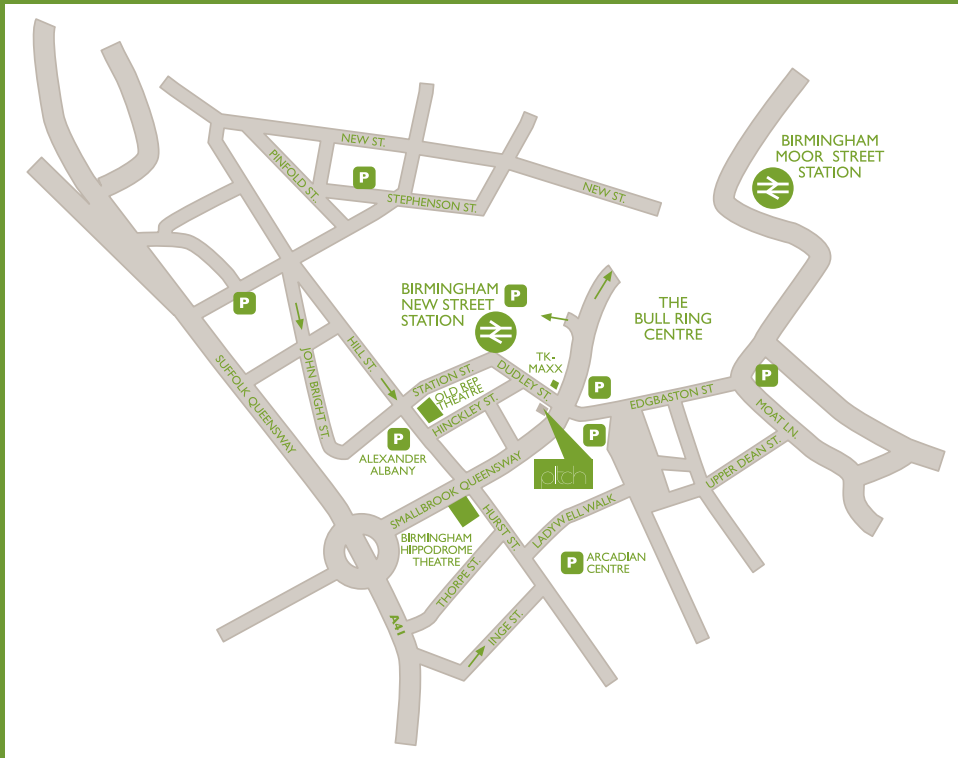 BIRMINGHAM
MOOR STREET
STATION
NEW ST.
PINFOLD ST.
P
STEPHENSON ST.
NEW ST.
P
BIRMINGHAM
NEW STREET
STATION
P
THE
BULL RING
CENTRE
SUFFOLK QUEENSWAY
JOHN BRIGHT ST.
HILL ST.
STATION ST.
OLD REP
THEATRE
DUDLEY ST.
TK-
MAXX
P
EDGBASTON ST
P
MOAT LN.
HINCKLEY ST.
P
ALEXANDER
ALBANY
P
pitch
UPPER DEAN ST.
SMALLBROOK QUEENSWAY
BIRMINGHAM
HIPPODROME
THEATRE
HURST ST.
LADYWELL WALK
P
ARCADIAN
CENTRE
THORPE ST.
A41
INGE ST.